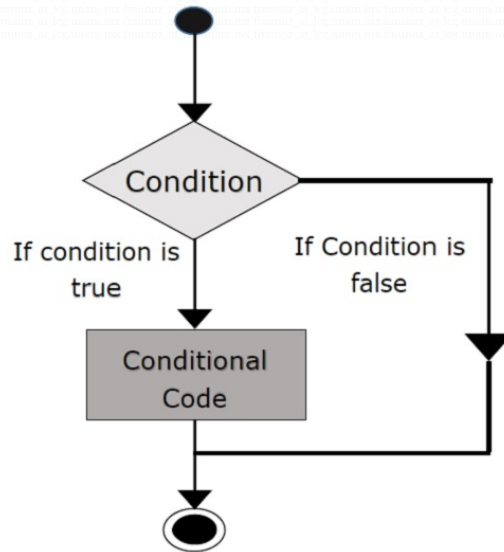 Condition
If condition is
true
If Condition is
false
Conditional
Code